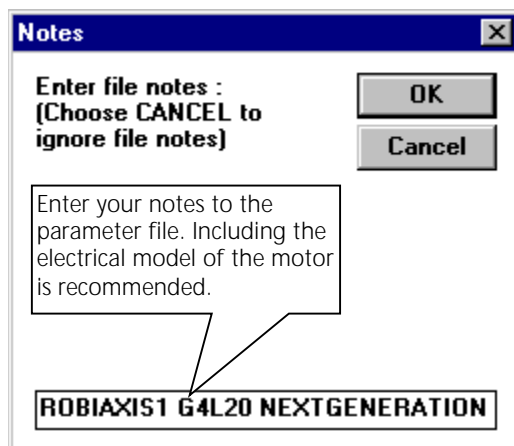 Notes
Enter file notes :
(Choose CANCEL to
ignore file notes)
OK
Cancel
Enter your notes to the
parameter file. Including the
electrical model of the motor
is recommended.
ROBIAXIS1 G4L20 NEXTGENERATION